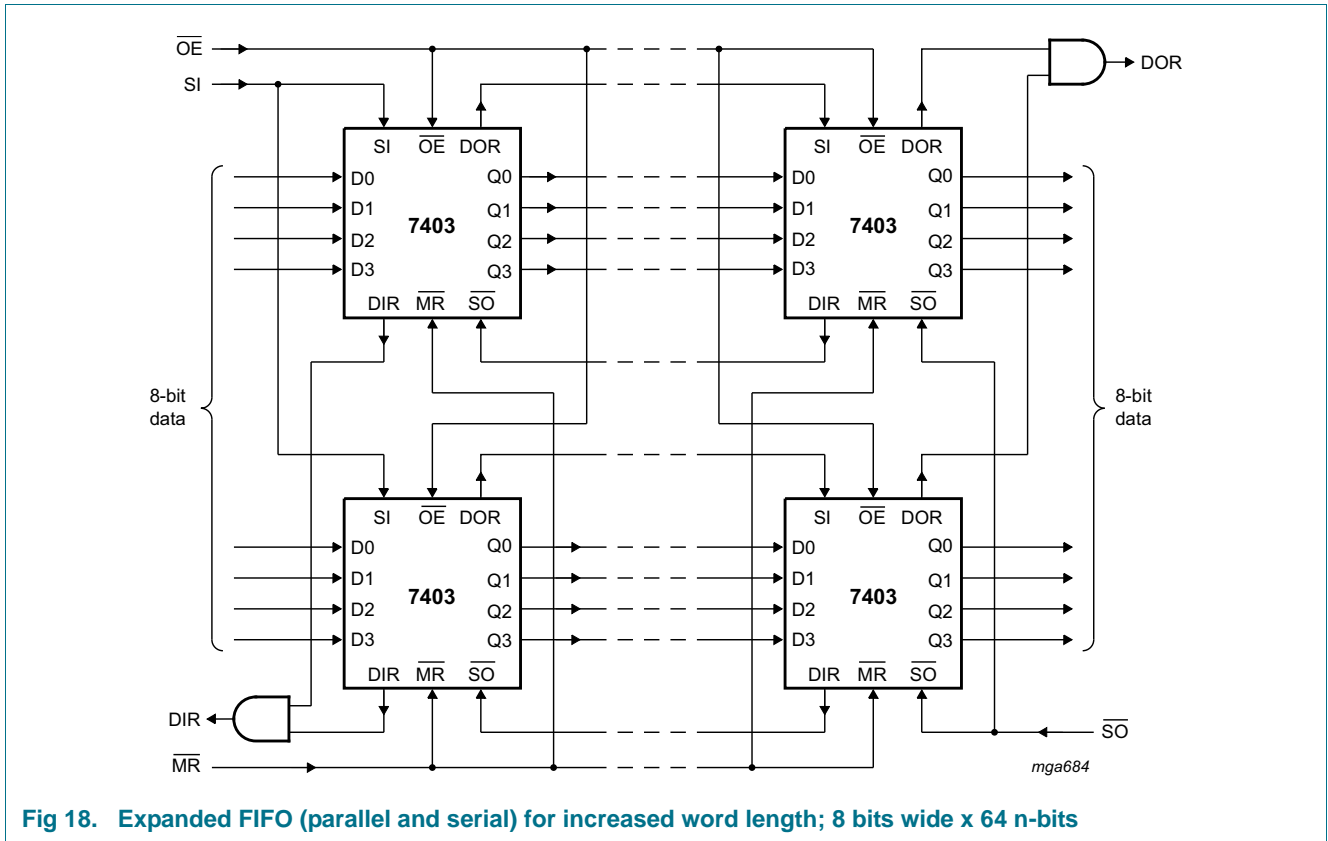 OE
SI
DOR
SI OE DOR
SI OE DOR
D0 Q0
D0 Q0
D1 Q1
D1 Q1
7403
7403
D2 Q2
D2 Q2
D3 Q3
D3 Q3
DIR MR SO
DIR MR SO
8-bit
data
8-bit
data
SI OE DOR
SI OE DOR
D0 Q0
D0 Q0
D1 Q1
D1 Q1
7403
7403
D2 Q2
D2 Q2
D3 Q3
D3 Q3
DIR MR SO
DIR MR SO
DIR
SO
MR
mga684
Fig 18. Expanded FIFO (parallel and serial) for increased word length; 8 bits wide x 64 n-bits